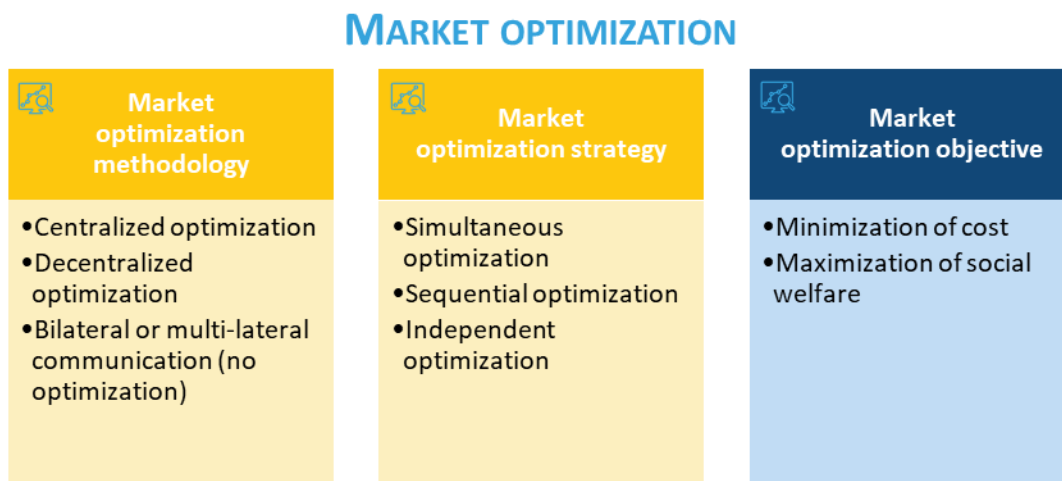 MARKET OPTIMIZATION
Market
optimization
methodology
•Centralized optimization
•Decentralized
optimization
•Bilateral or multi-lateral
communication (no
optimization)
Market
optimization strategy
•Simultaneous
optimization
•Sequential optimization
•Independent
optimization
Market
optimization objective
•Minimization of cost
•Maximization of social
welfare